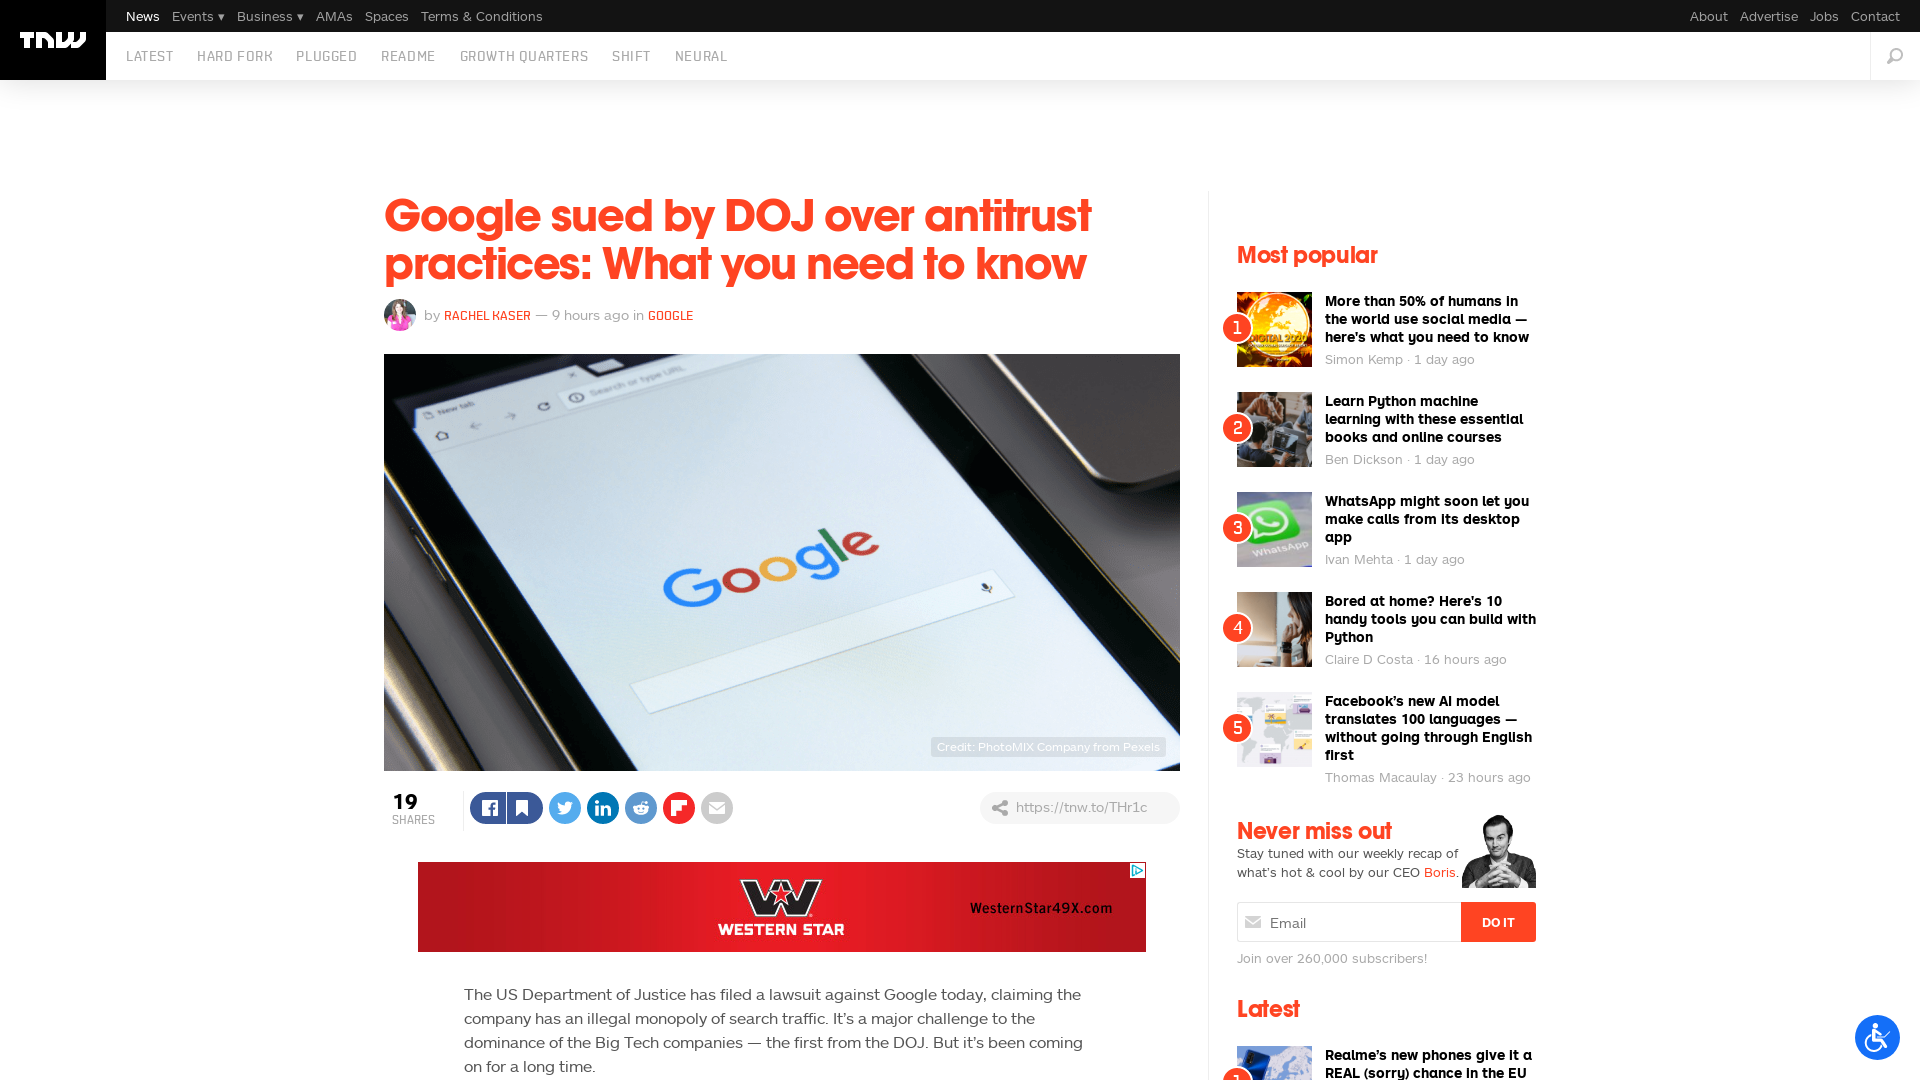 TNW
News Events ▾ Business ▾ AMAs Spaces Terms & Conditions
About Advertise Jobs Contact
LATEST HARD FORK PLUGGED README GROWTH QUARTERS SHIFT NEURAL
Google sued by DOJ over antitrust
practices: What you need to know
by RACHEL KASER — 9 hours ago in GOOGLE
New tab
Search or type URL
Google
Credit: PhotoMIX Company from Pexels
19
SHARES
https://tnw.to/THr1c
WESTERN STAR
WesternStar49X.com
The US Department of Justice has filed a lawsuit against Google today, claiming the
company has an illegal monopoly of search traffic. It’s a major challenge to the
dominance of the Big Tech companies — the first from the DOJ. But it’s been coming
on for a long time.
Most popular
1
DIGITAL 2020
More than 50% of humans in
the world use social media —
here's what you need to know
Simon Kemp · 1 day ago
2
Learn Python machine
learning with these essential
books and online courses
Ben Dickson · 1 day ago
3
WhatsApp
WhatsApp might soon let you
make calls from its desktop
app
Ivan Mehta · 1 day ago
4
Bored at home? Here's 10
handy tools you can build with
Python
Claire D Costa · 16 hours ago
5
Facebook’s new AI model
translates 100 languages —
without going through English
first
Thomas Macaulay · 23 hours ago
Never miss out
Stay tuned with our weekly recap of
what’s hot & cool by our CEO Boris.
Email
DO IT
Join over 260,000 subscribers!
Latest
1
Realme’s new phones give it a
REAL (sorry) chance in the EU